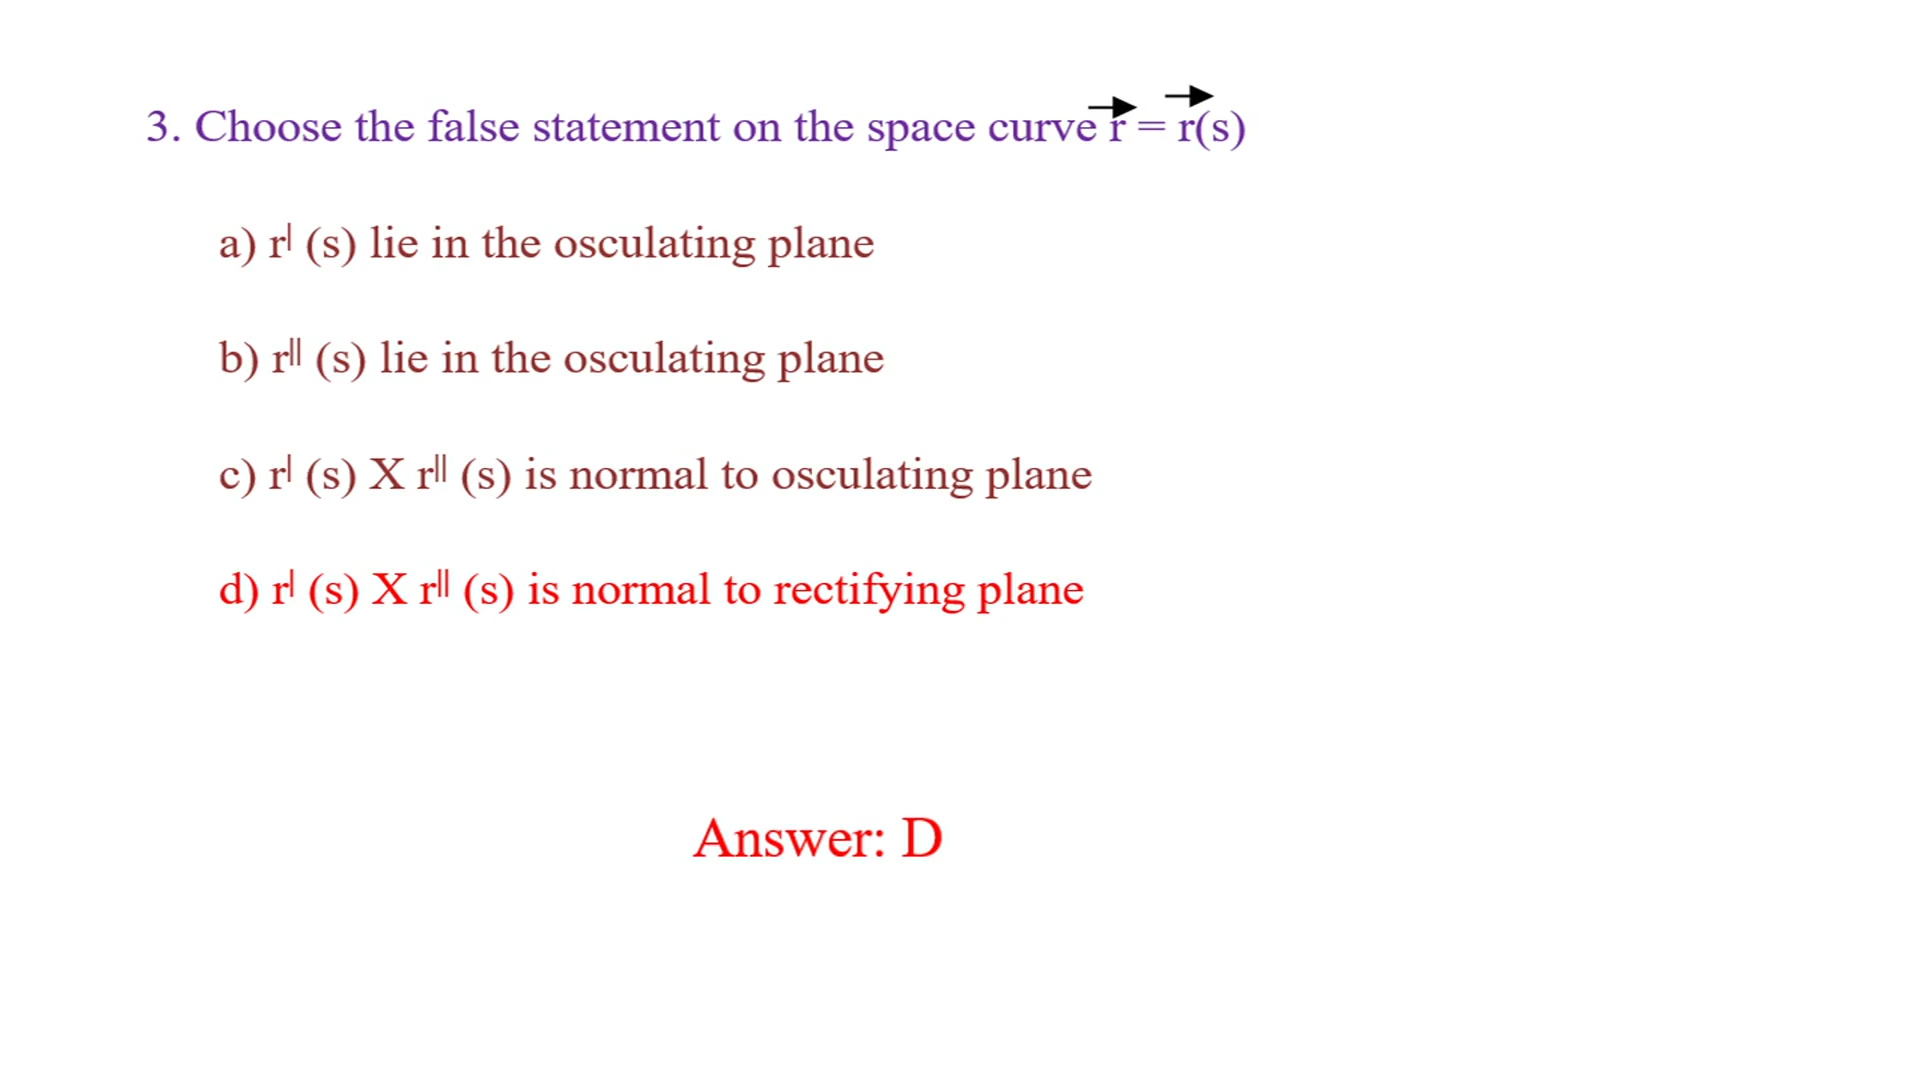 3. Choose the false statement on the space curve r⃗ = r⃗(s)
a) r| (s) lie in the osculating plane
b) r|| (s) lie in the osculating plane
c) r| (s) X r|| (s) is normal to osculating plane
d) r| (s) X r|| (s) is normal to rectifying plane
Answer: D